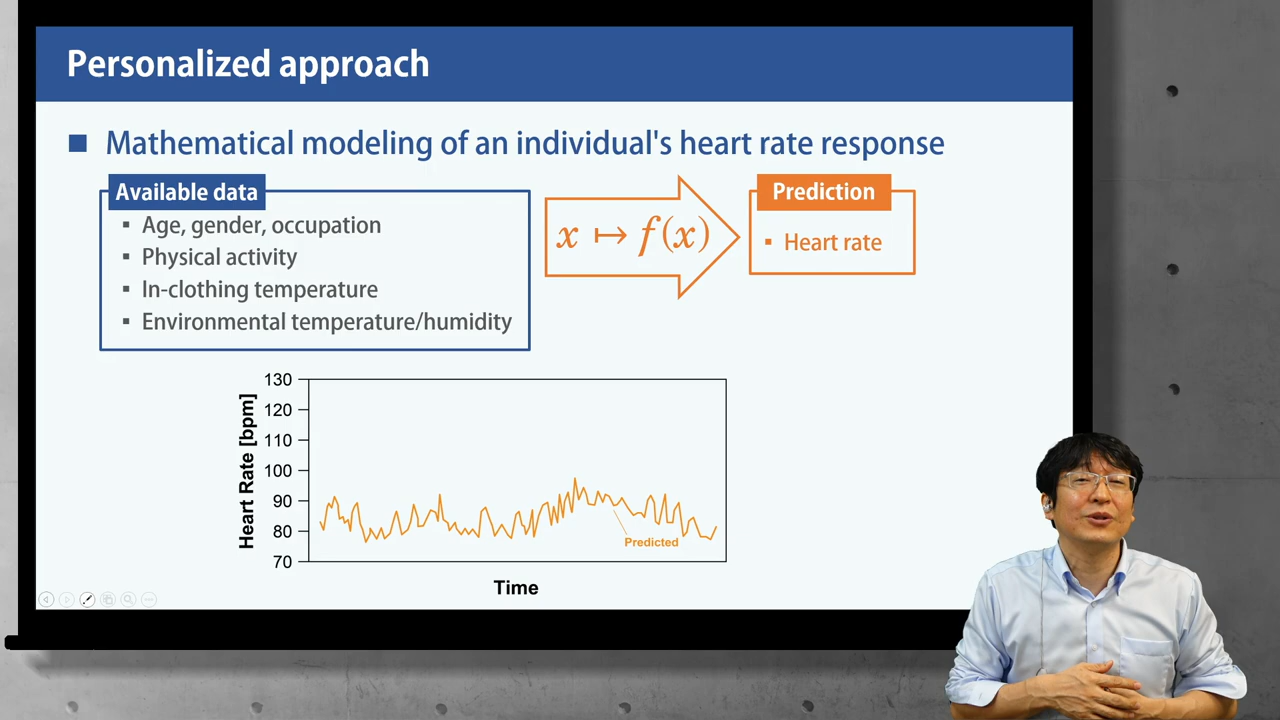 Personalized approach
■ Mathematical modeling of an individual's heart rate response
Available data
▪ Age, gender, occupation
▪ Physical activity
▪ In-clothing temperature
▪ Environmental temperature/humidity
x ↦ f(x)
Prediction
▪ Heart rate
130
120
110
100
90
80
70
Heart Rate [bpm]
Predicted
Time